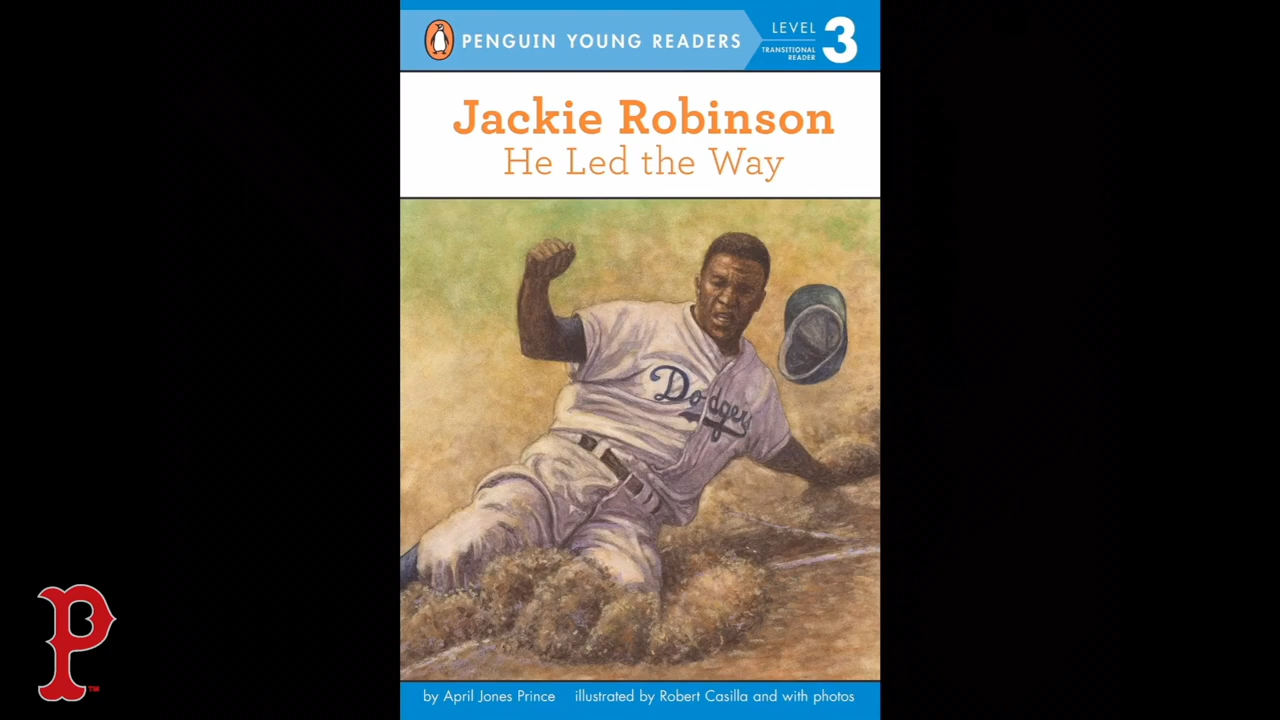 PENGUIN YOUNG READERS
LEVEL 3
TRANSITIONAL
READER
Jackie Robinson
He Led the Way
Dodgers
by April Jones Prince illustrated by Robert Casilla and with photos
P™